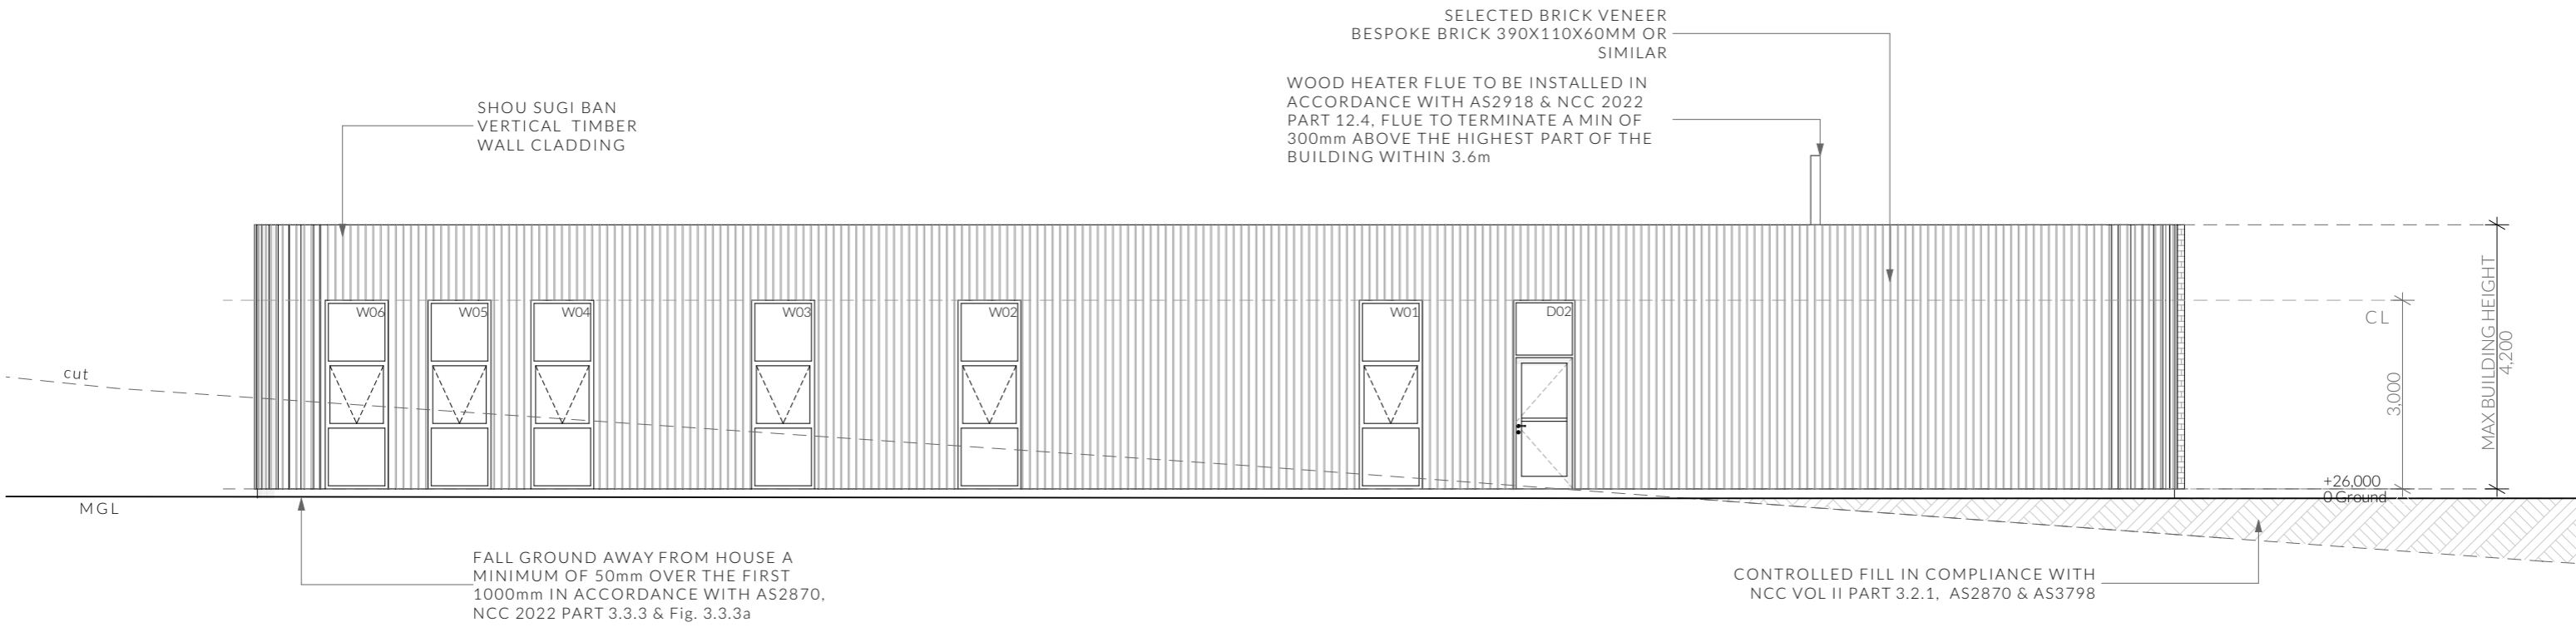 SELECTED BRICK VENEER
BESPOKE BRICK 390X110X60MM OR
SIMILAR
WOOD HEATER FLUE TO BE INSTALLED IN
ACCORDANCE WITH AS2918 & NCC 2022
PART 12.4, FLUE TO TERMINATE A MIN OF
300mm ABOVE THE HIGHEST PART OF THE
BUILDING WITHIN 3.6m
SHOU SUGI BAN
VERTICAL TIMBER
WALL CLADDING
W06
W05
W04
W03
W02
W01
D02
CL
MAX BUILDING HEIGHT
4,200
3,000
cut
+26,000
0 Ground
MGL
FALL GROUND AWAY FROM HOUSE A
MINIMUM OF 50mm OVER THE FIRST
1000mm IN ACCORDANCE WITH AS2870,
NCC 2022 PART 3.3.3 & Fig. 3.3.3a
CONTROLLED FILL IN COMPLIANCE WITH
NCC VOL II PART 3.2.1, AS2870 & AS3798